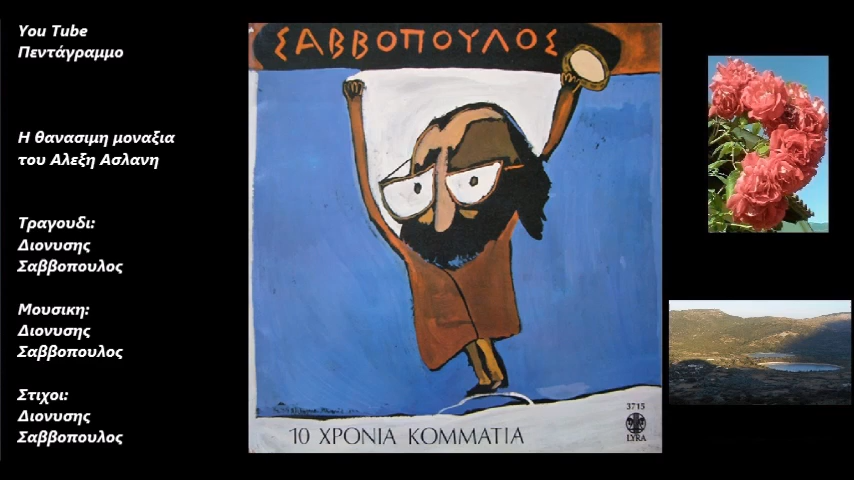 You Tube
Πεντάγραμμο
Η θανασιμη μοναξια
του Αλεξη Ασλανη
Τραγουδι:
Διονυσης
Σαββοπουλος
Μουσικη:
Διονυσης
Σαββοπουλος
Στιχοι:
Διονυσης
Σαββοπουλος
ΣΑΒΒΟΠΟΥΛΟΣ
10 ΧΡΟΝΙΑ ΚΟΜΜΑΤΙΑ
3715
LYRA